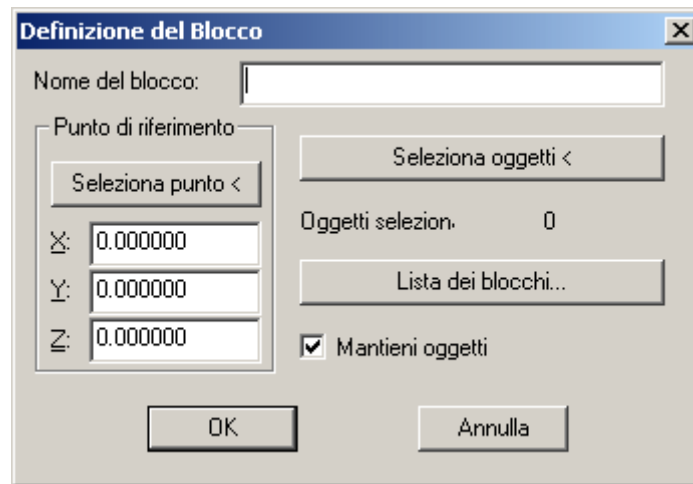 Definizione del Blocco
Nome del blocco:
Punto di riferimento
Seleziona punto <
X: 0.000000
Y: 0.000000
Z: 0.000000
Seleziona oggetti <
Oggetti selezion. 0
Lista dei blocchi...
Mantieni oggetti
OK
Annulla